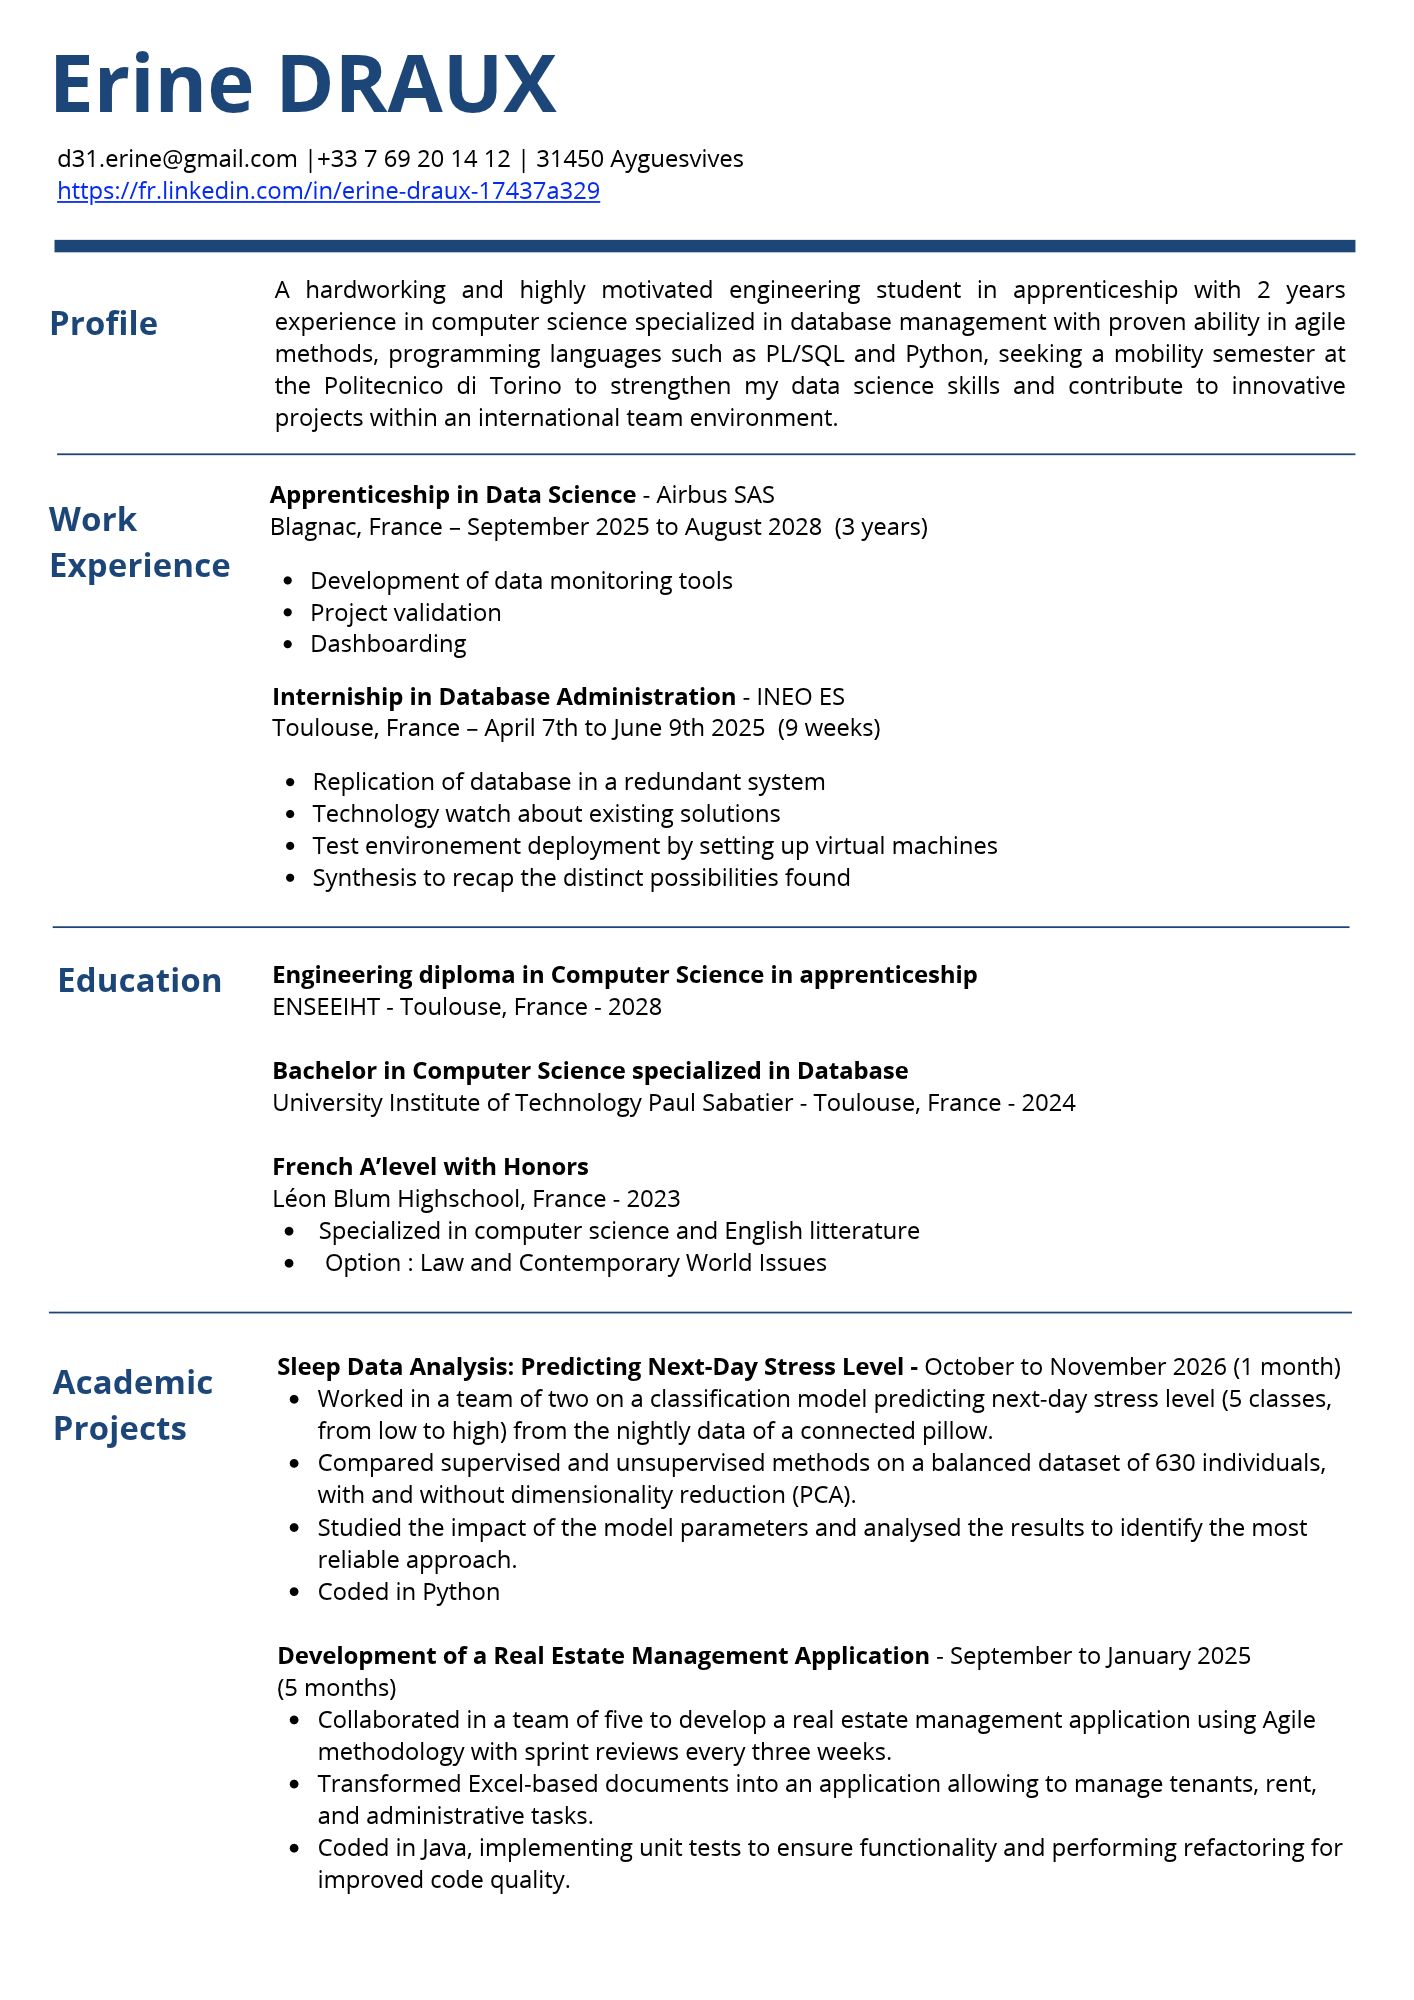 Erine DRAUX
d31.erine@gmail.com |+33 7 69 20 14 12 | 31450 Ayguesvives
https://fr.linkedin.com/in/erine-draux-17437a329
Profile
A hardworking and highly motivated engineering student in apprenticeship with 2 years
experience in computer science specialized in database management with proven ability in agile
methods, programming languages such as PL/SQL and Python, seeking a mobility semester at
the Politecnico di Torino to strengthen my data science skills and contribute to innovative
projects within an international team environment.
Work
Experience
Apprenticeship in Data Science - Airbus SAS
Blagnac, France – September 2025 to August 2028 (3 years)
• Development of data monitoring tools
• Project validation
• Dashboarding
Interniship in Database Administration - INEO ES
Toulouse, France – April 7th to June 9th 2025 (9 weeks)
• Replication of database in a redundant system
• Technology watch about existing solutions
• Test environement deployment by setting up virtual machines
• Synthesis to recap the distinct possibilities found
Education
Engineering diploma in Computer Science in apprenticeship
ENSEEIHT - Toulouse, France - 2028
Bachelor in Computer Science specialized in Database
University Institute of Technology Paul Sabatier - Toulouse, France - 2024
French A’level with Honors
Léon Blum Highschool, France - 2023
• Specialized in computer science and English litterature
• Option : Law and Contemporary World Issues
Academic
Projects
Sleep Data Analysis: Predicting Next-Day Stress Level - October to November 2026 (1 month)
• Worked in a team of two on a classification model predicting next-day stress level (5 classes,
from low to high) from the nightly data of a connected pillow.
• Compared supervised and unsupervised methods on a balanced dataset of 630 individuals,
with and without dimensionality reduction (PCA).
• Studied the impact of the model parameters and analysed the results to identify the most
reliable approach.
• Coded in Python
Development of a Real Estate Management Application - September to January 2025
(5 months)
• Collaborated in a team of five to develop a real estate management application using Agile
methodology with sprint reviews every three weeks.
• Transformed Excel-based documents into an application allowing to manage tenants, rent,
and administrative tasks.
• Coded in Java, implementing unit tests to ensure functionality and performing refactoring for
improved code quality.